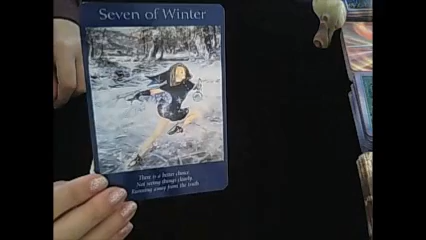 Seven of Winter
There is a better choice
Not seeing things clearly
Running away from the truth